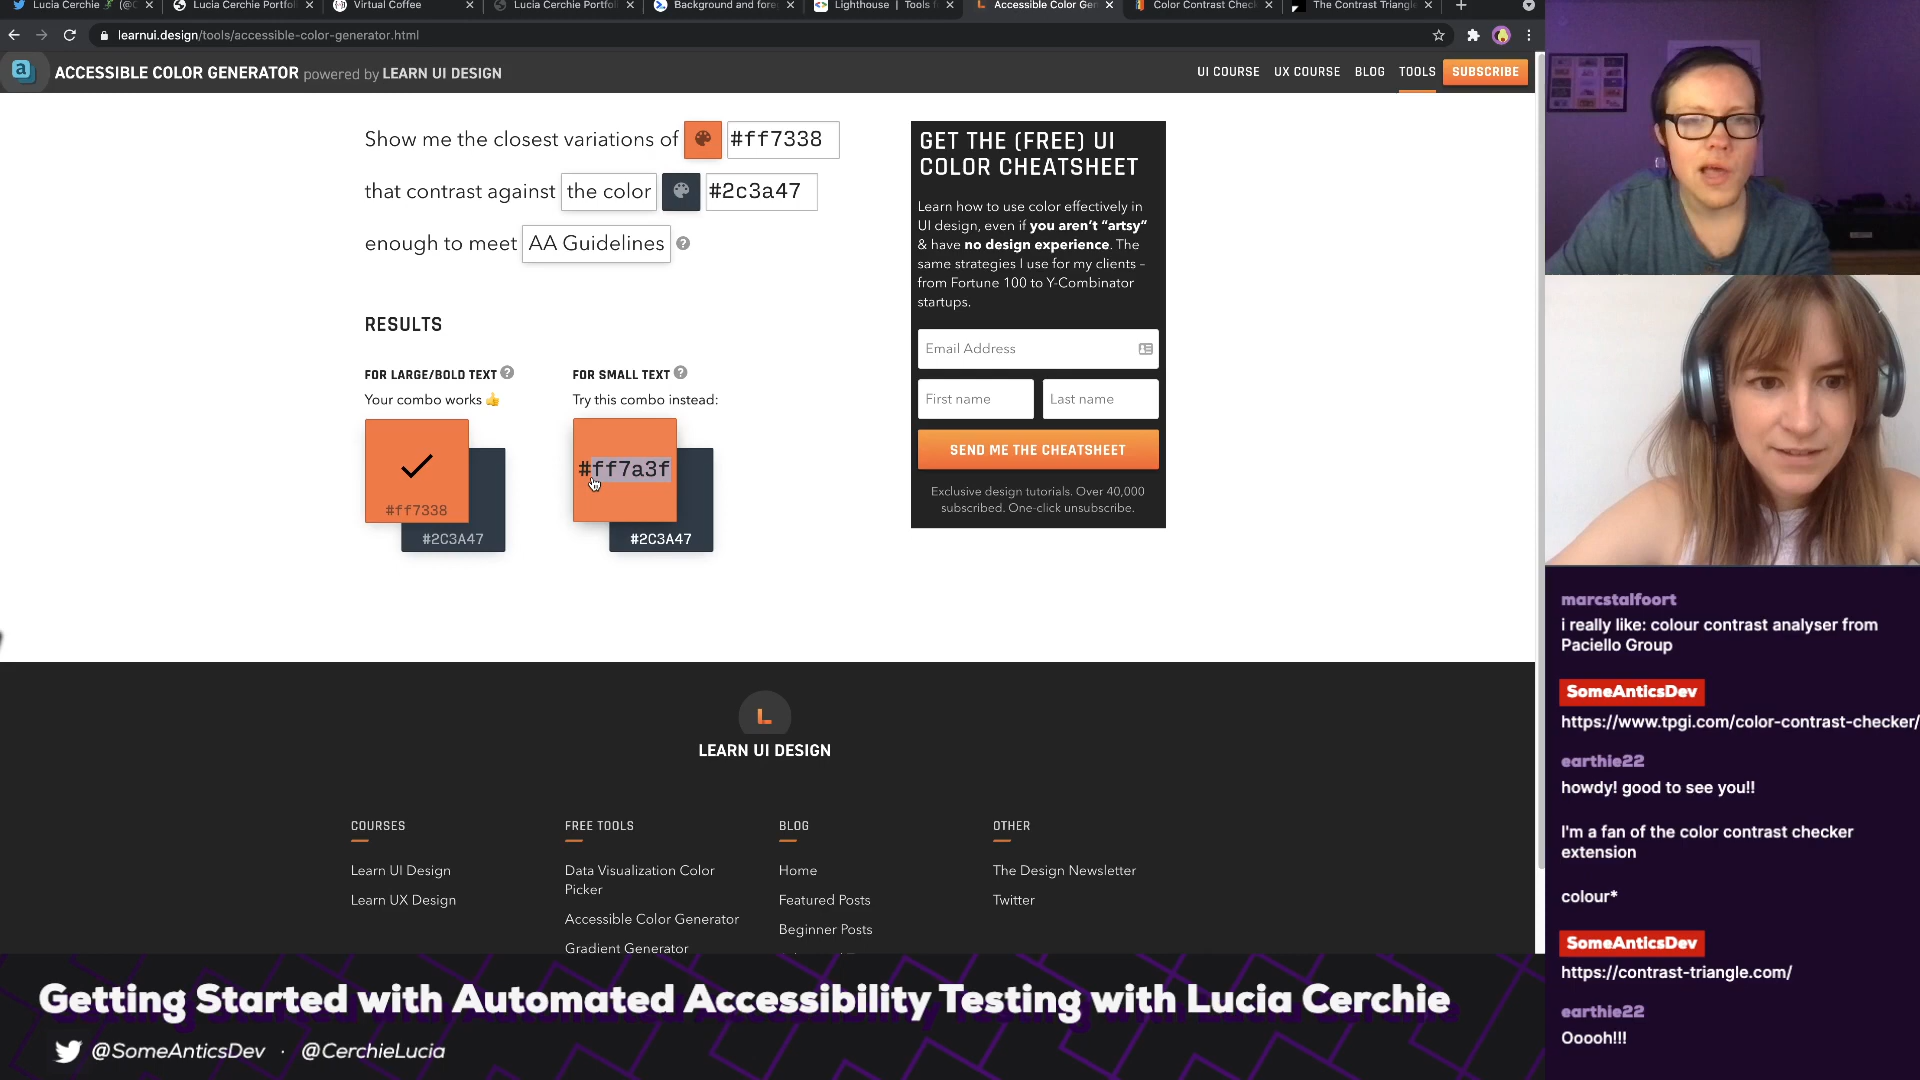 Lucia Cerchie
Lucia Cerchie Portfol
Virtual Coffee
Lucia Cerchie Portfol
Background and fore
Lighthouse | Tools f
Accessible Color Gen
Color Contrast Check
The Contrast Triangle
learnui.design/tools/accessible-color-generator.html
ACCESSIBLE COLOR GENERATOR powered by LEARN UI DESIGN
UI COURSE UX COURSE BLOG TOOLS SUBSCRIBE
Show me the closest variations of #ff7338
that contrast against the color #2c3a47
enough to meet AA Guidelines ?
RESULTS
FOR LARGE/BOLD TEXT ?
Your combo works 👍
#ff7338
#2C3A47
FOR SMALL TEXT ?
Try this combo instead:
#ff7a3f
#2C3A47
GET THE (FREE) UI
COLOR CHEATSHEET
Learn how to use color effectively in
UI design, even if you aren't “artsy”
& have no design experience. The
same strategies I use for my clients –
from Fortune 100 to Y-Combinator
startups.
Email Address
First name
Last name
SEND ME THE CHEATSHEET
Exclusive design tutorials. Over 40,000
subscribed. One-click unsubscribe.
L
LEARN UI DESIGN
COURSES
Learn UI Design
Learn UX Design
FREE TOOLS
Data Visualization Color
Picker
Accessible Color Generator
Gradient Generator
BLOG
Home
Featured Posts
Beginner Posts
OTHER
The Design Newsletter
Twitter
marcstalfoort
i really like: colour contrast analyser from
Paciello Group
SomeAnticsDev
https://www.tpgi.com/color-contrast-checker/
earthie22
howdy! good to see you!!
I'm a fan of the color contrast checker
extension
colour*
SomeAnticsDev
https://contrast-triangle.com/
earthie22
Ooooh!!!
Getting Started with Automated Accessibility Testing with Lucia Cerchie
@SomeAnticsDev · @CerchieLucia